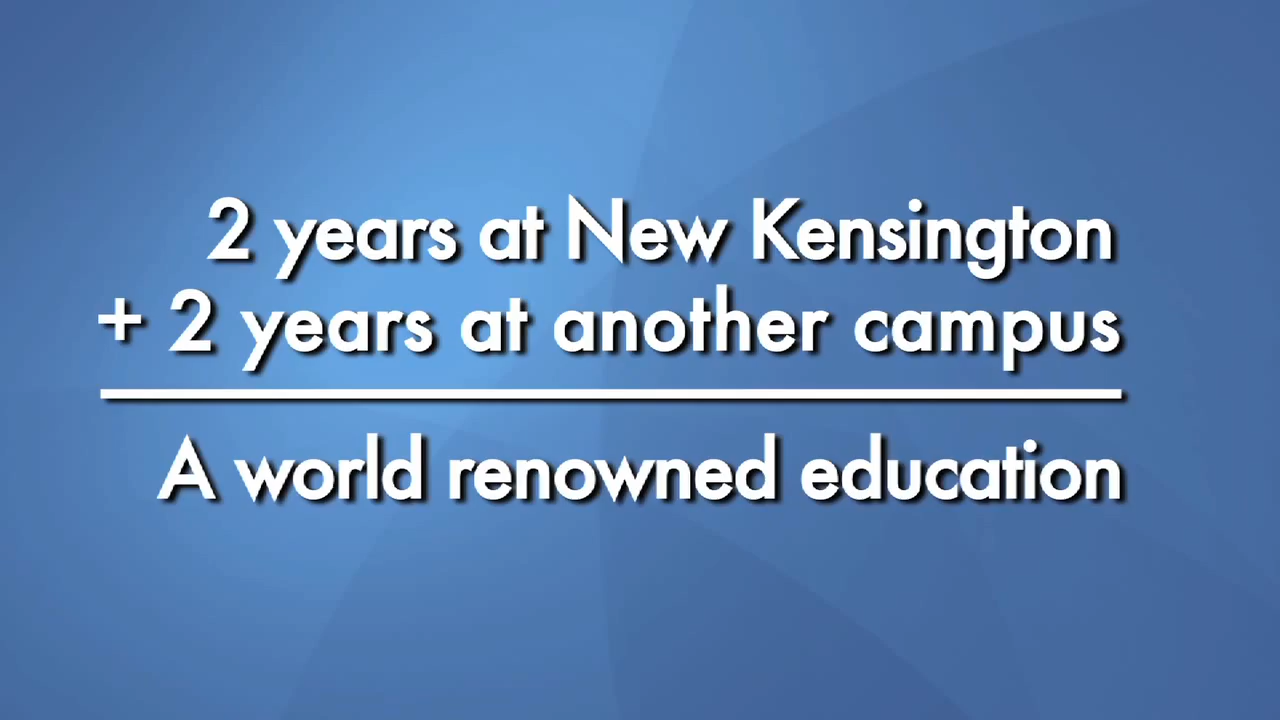 2 years at New Kensington
+ 2 years at another campus
A world renowned education